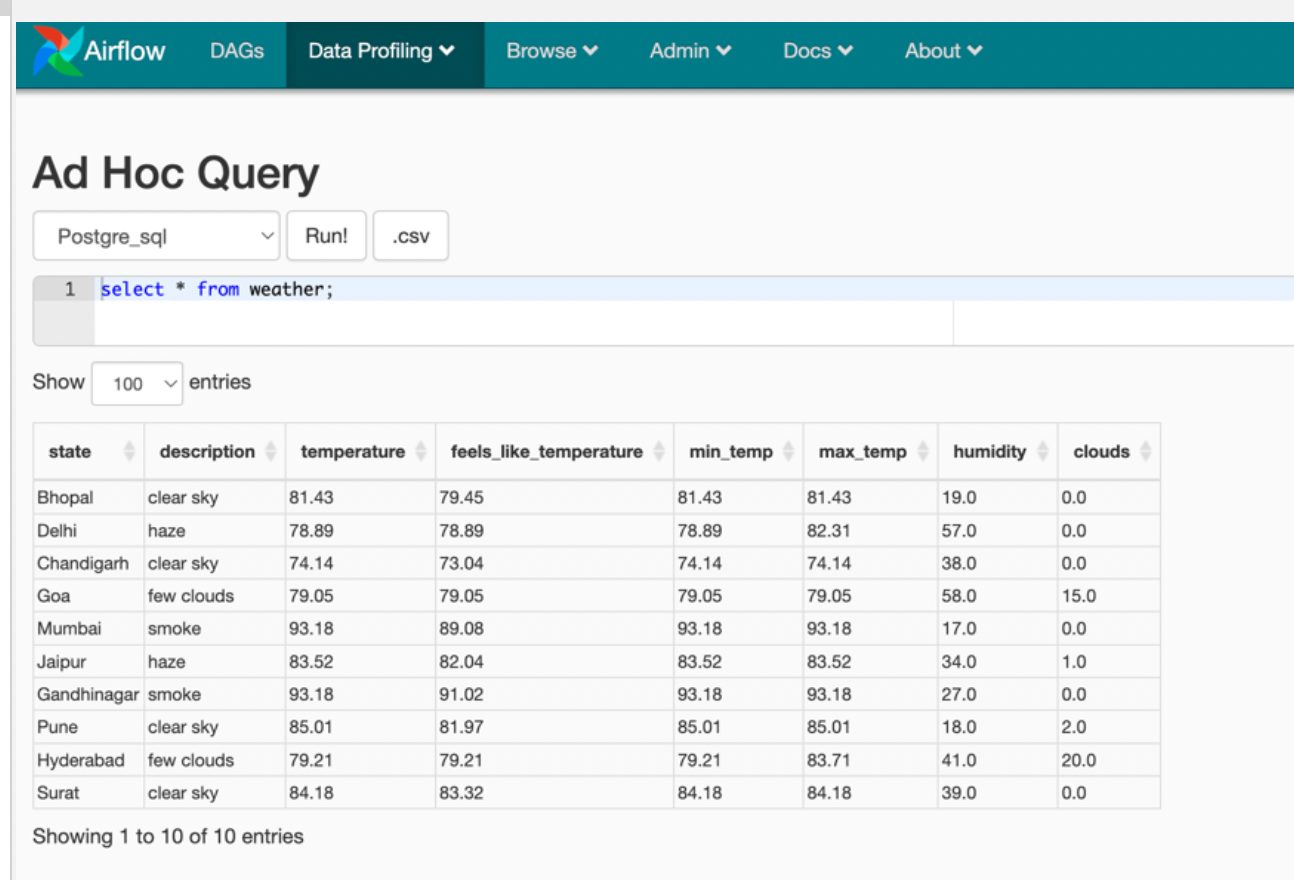 Airflow DAGs Data Profiling Browse Admin Docs About
Ad Hoc Query
Postgre_sql Run! .csv
1 select * from weather;
Show 100 entries
state description temperature feels_like_temperature min_temp max_temp humidity clouds
Bhopal clear sky 81.43 79.45 81.43 81.43 19.0 0.0
Delhi haze 78.89 78.89 78.89 82.31 57.0 0.0
Chandigarh clear sky 74.14 73.04 74.14 74.14 38.0 0.0
Goa few clouds 79.05 79.05 79.05 79.05 58.0 15.0
Mumbai smoke 93.18 89.08 93.18 93.18 17.0 0.0
Jaipur haze 83.52 82.04 83.52 83.52 34.0 1.0
Gandhinagar smoke 93.18 91.02 93.18 93.18 27.0 0.0
Pune clear sky 85.01 81.97 85.01 85.01 18.0 2.0
Hyderabad few clouds 79.21 79.21 79.21 83.71 41.0 20.0
Surat clear sky 84.18 83.32 84.18 84.18 39.0 0.0
Showing 1 to 10 of 10 entries